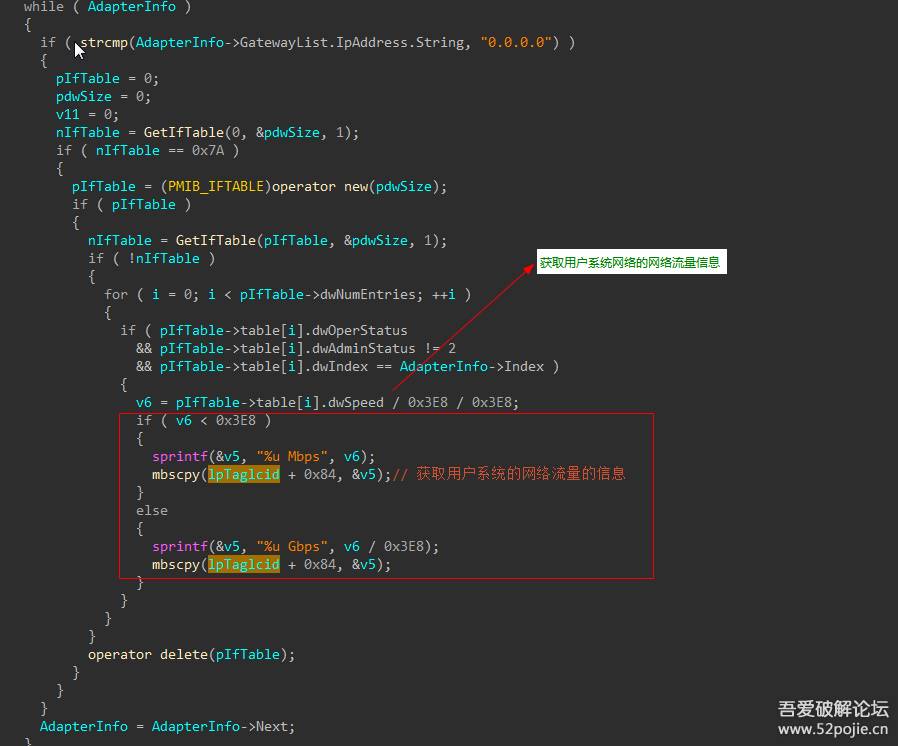 while ( AdapterInfo )
{
if ( strcmp(AdapterInfo->GatewayList.IpAddress.String, "0.0.0.0") )
{
pIfTable = 0;
pdwSize = 0;
v11 = 0;
nIfTable = GetIfTable(0, &pdwSize, 1);
if ( nIfTable == 0x7A )
{
pIfTable = (PMIB_IFTABLE)operator new(pdwSize);
if ( pIfTable )
{
nIfTable = GetIfTable(pIfTable, &pdwSize, 1);
if ( !nIfTable )
获取用户系统网络的网络流量信息
{
for ( i = 0; i < pIfTable->dwNumEntries; ++i )
{
if ( pIfTable->table[i].dwOperStatus
&& pIfTable->table[i].dwAdminStatus != 2
&& pIfTable->table[i].dwIndex == AdapterInfo->Index )
{
v6 = pIfTable->table[i].dwSpeed / 0x3E8 / 0x3E8;
if ( v6 < 0x3E8 )
{
sprintf(&v5, "%u Mbps", v6);
mbscpy(lpTaglcid + 0x84, &v5);// 获取用户系统的网络流量的信息
}
else
{
sprintf(&v5, "%u Gbps", v6 / 0x3E8);
mbscpy(lpTaglcid + 0x84, &v5);
}
}
}
}
operator delete(pIfTable);
}
}
}
AdapterInfo = AdapterInfo->Next;
}
吾爱破解论坛
www.52pojie.cn